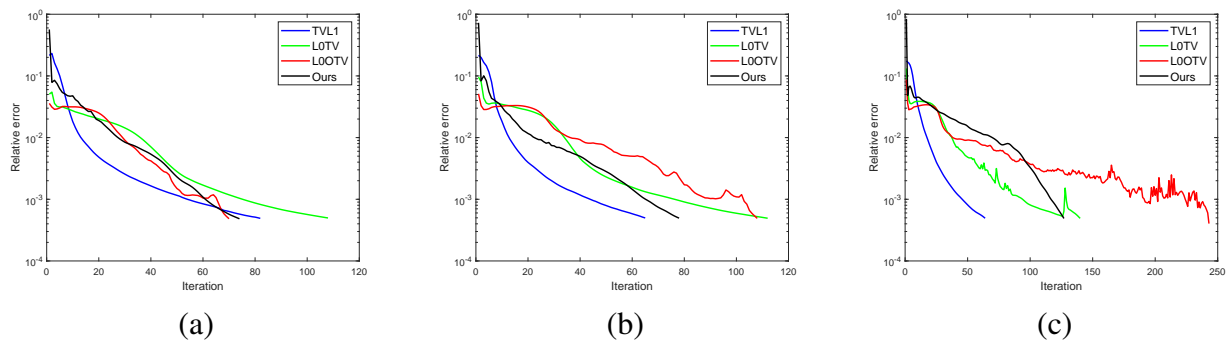 10^0
10^-1
10^-2
10^-3
10^-4
Relative error
0 20 40 60 80 100 120
Iteration
TVL1
L0TV
L0OTV
Ours
(a)
10^0
10^-1
10^-2
10^-3
10^-4
Relative error
0 20 40 60 80 100 120
Iteration
TVL1
L0TV
L0OTV
Ours
(b)
10^0
10^-1
10^-2
10^-3
10^-4
Relative error
0 50 100 150 200 250
Iteration
TVL1
L0TV
L0OTV
Ours
(c)